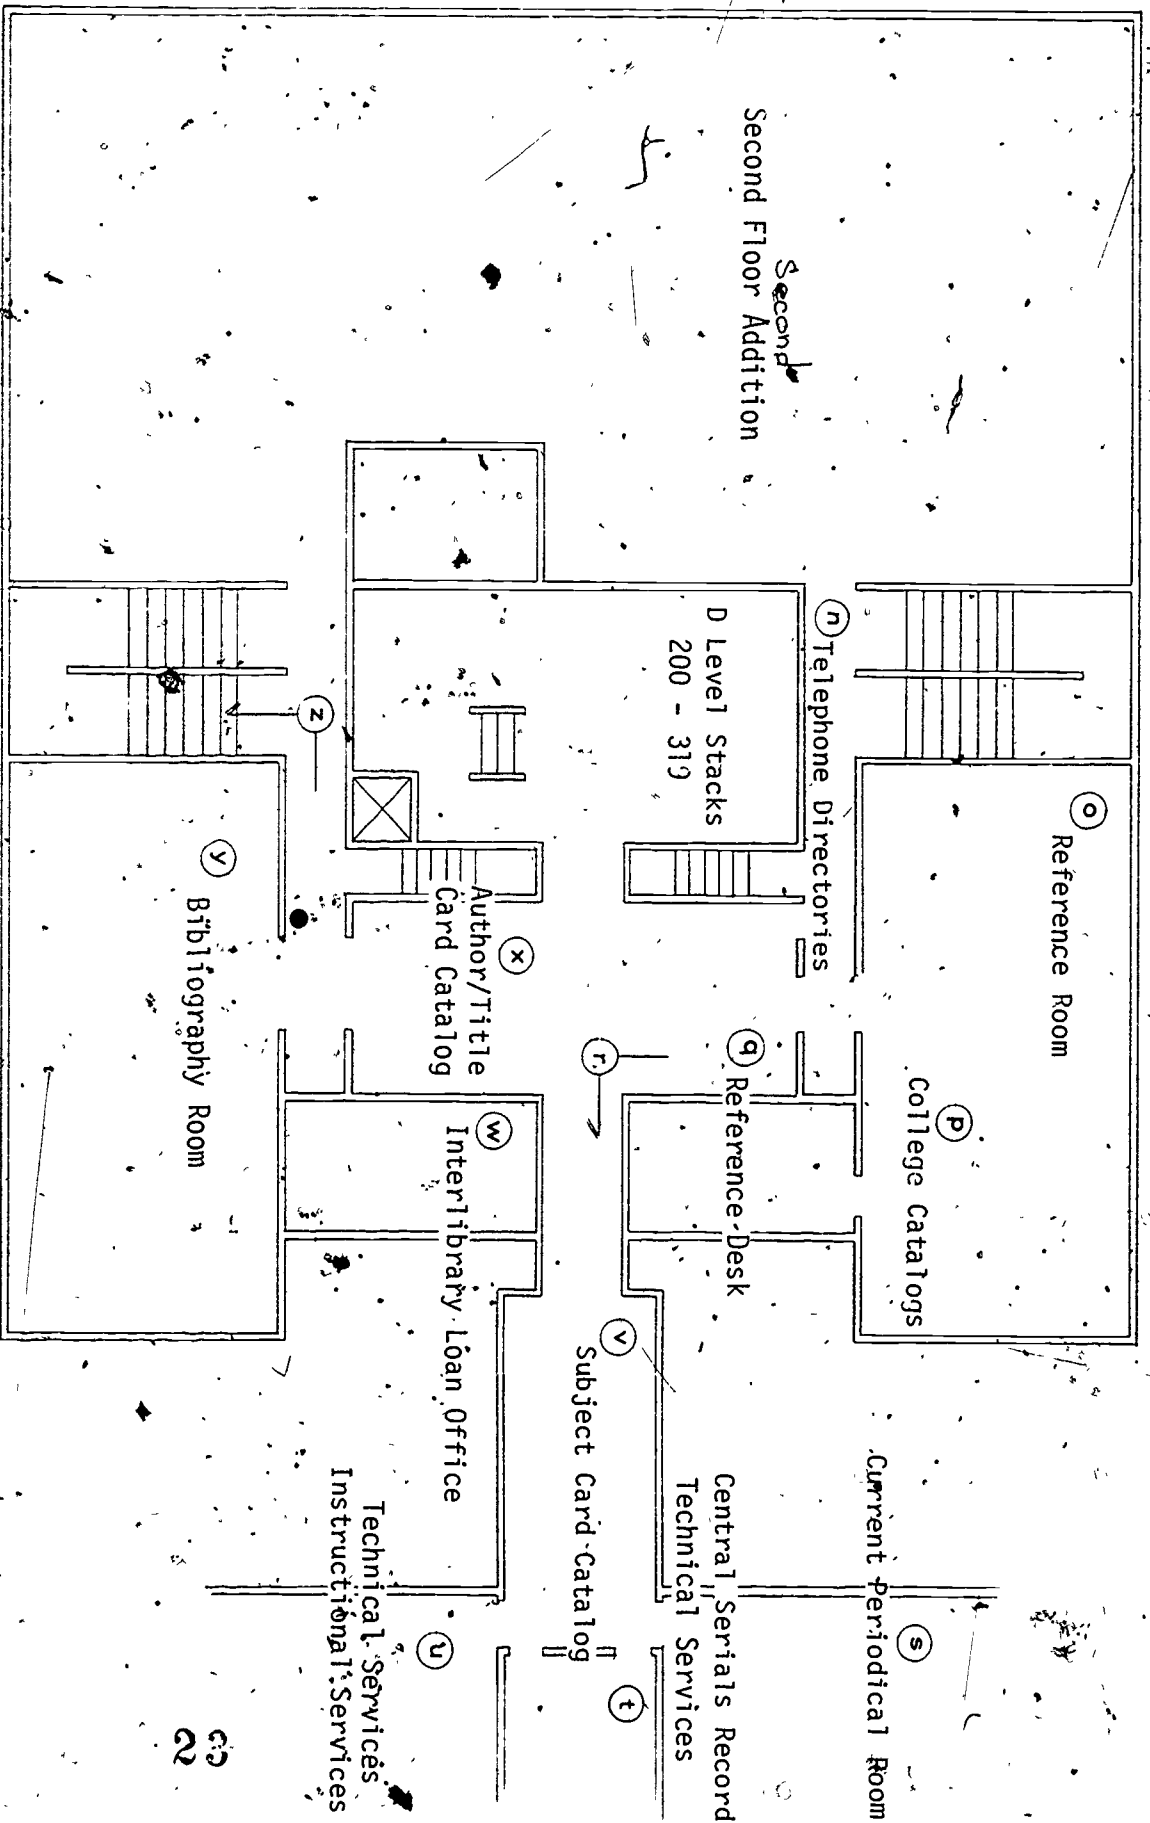 Second
Second Floor Addition
n Telephone Directories
D Level Stacks
200 - 319
o
Reference Room
p
College Catalogs
q
Reference Desk
r
s
Current Periodical Room
Central Serials Record
Technical Services
t
v
Subject Card Catalog
u
Technical Services
Instructional Services
w
Interlibrary Loan Office
x
Author/Title
Card Catalog
y
Bibliography Room
z
23